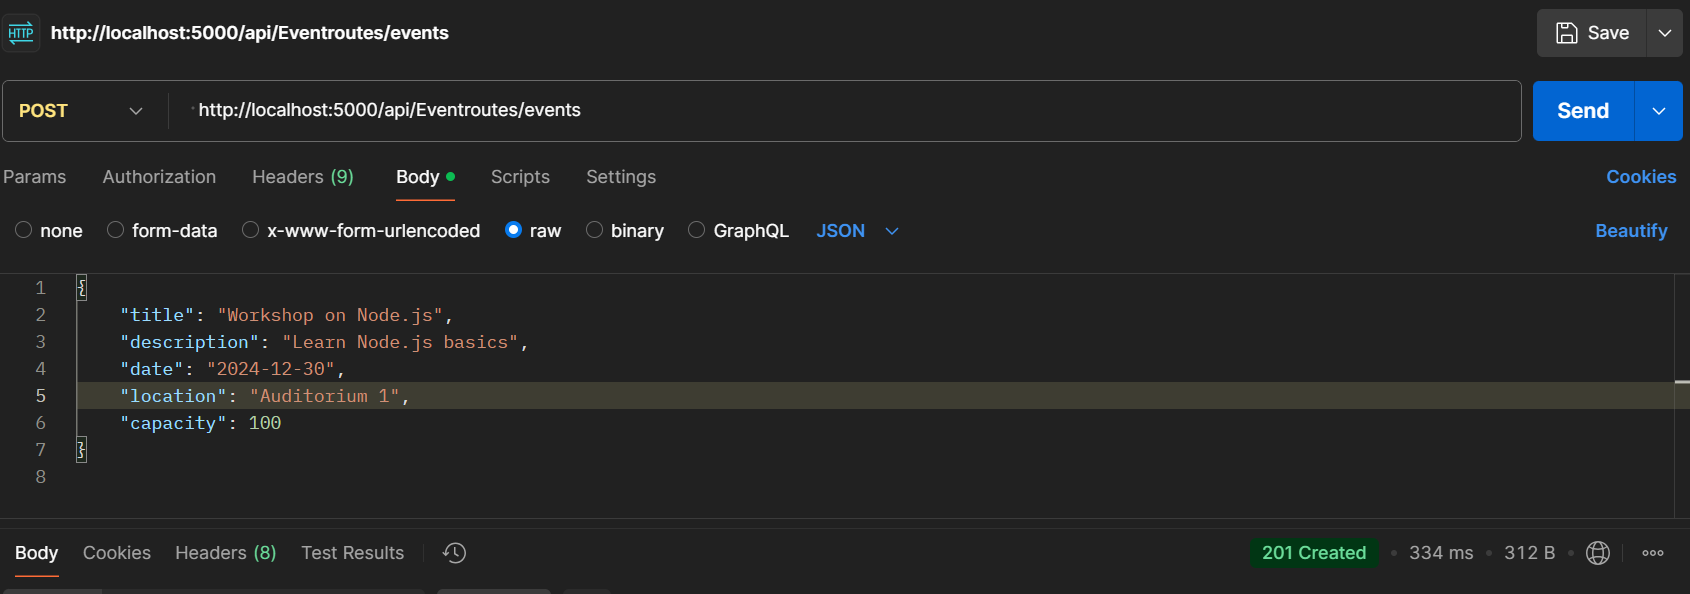 HTTP http://localhost:5000/api/Eventroutes/events Save
POST http://localhost:5000/api/Eventroutes/events Send
Params Authorization Headers (9) Body Scripts Settings Cookies
none form-data x-www-form-urlencoded raw binary GraphQL JSON Beautify
1 {
2 "title": "Workshop on Node.js",
3 "description": "Learn Node.js basics",
4 "date": "2024-12-30",
5 "location": "Auditorium 1",
6 "capacity": 100
7 }
8
Body Cookies Headers (8) Test Results 201 Created • 334 ms • 312 B •